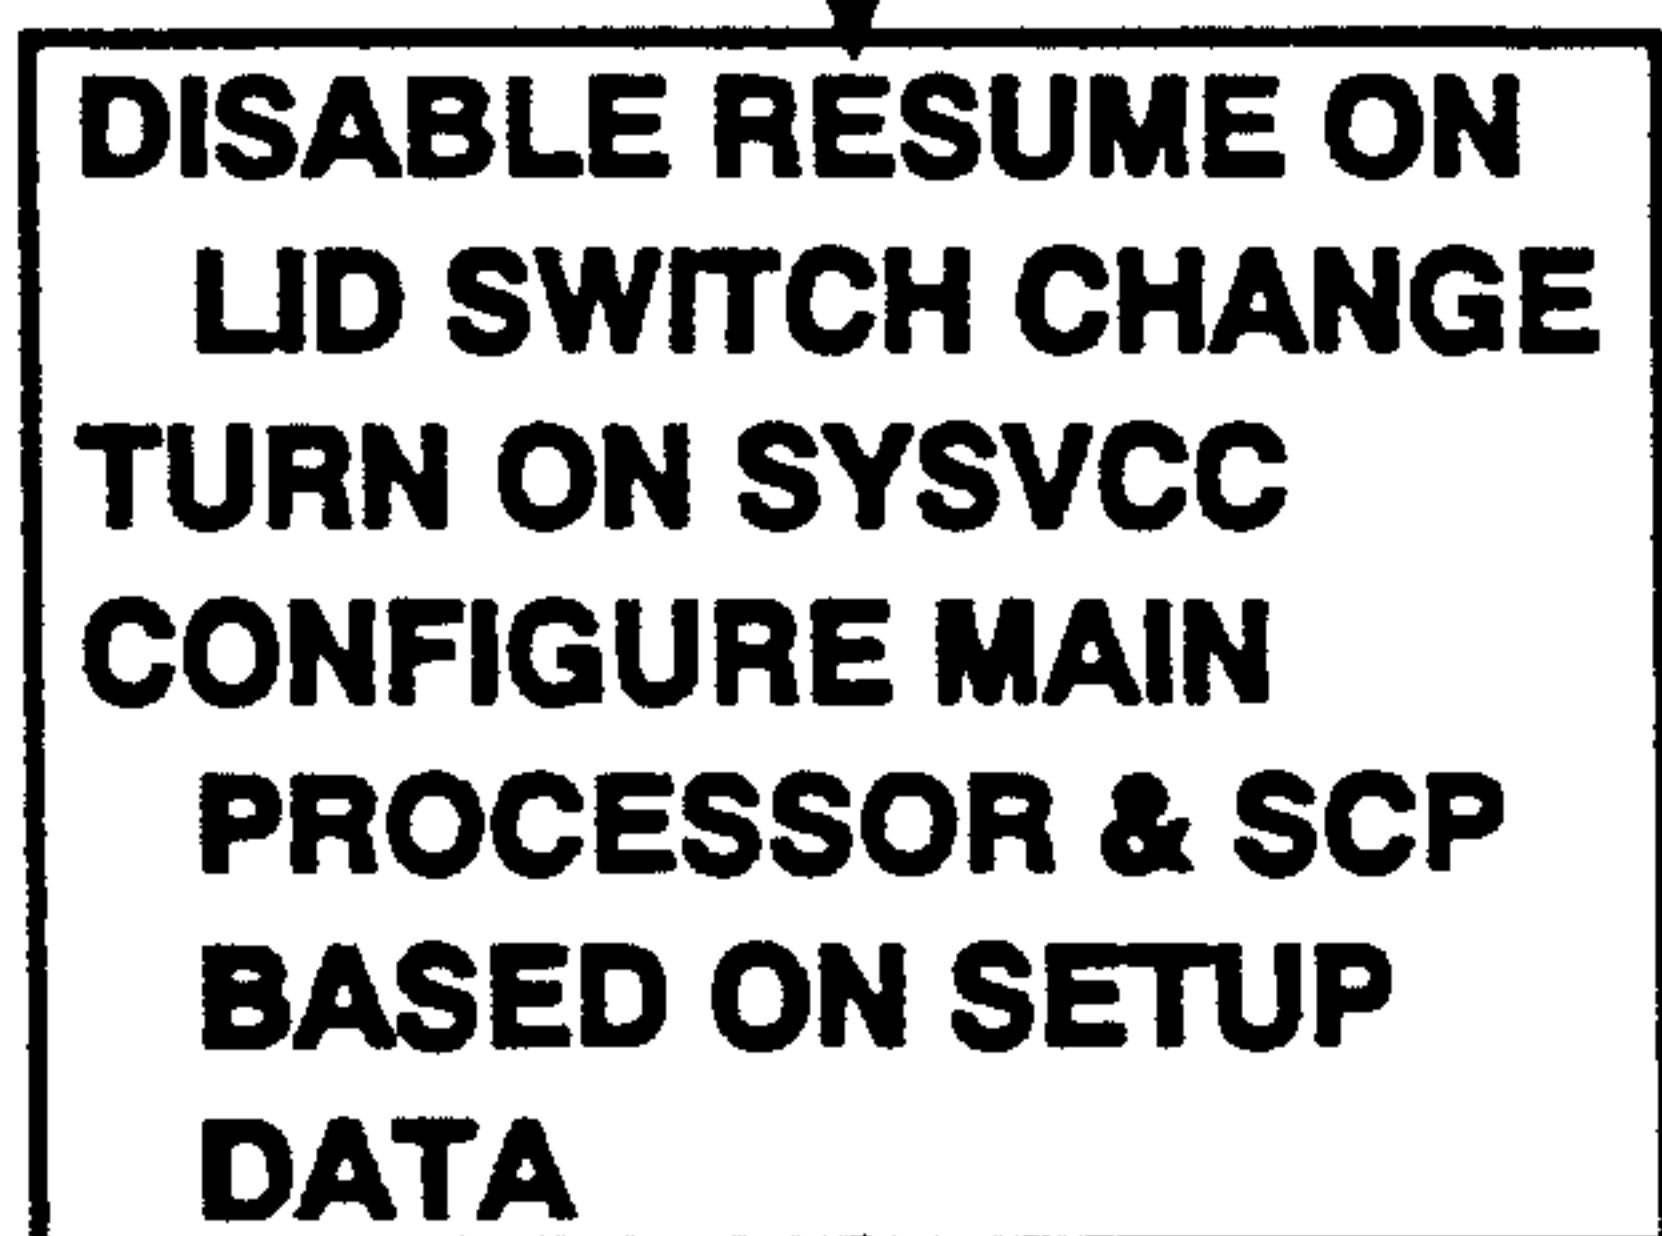 DISABLE RESUME ON
LID SWITCH CHANGE
TURN ON SYSVCC
CONFIGURE MAIN
PROCESSOR & SCP
BASED ON SETUP
DATA